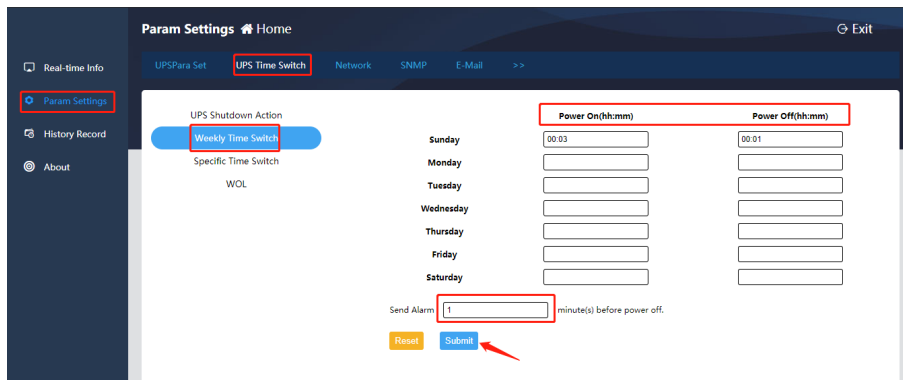 Param Settings Home
Exit
Real-time Info
Param Settings
History Record
About
UPSPara Set UPS Time Switch Network SNMP E-Mail >>
UPS Shutdown Action
Weekly Time Switch
Specific Time Switch
WOL
Power On(hh:mm) Power Off(hh:mm)
Sunday 00:03 00:01
Monday
Tuesday
Wednesday
Thursday
Friday
Saturday
Send Alarm 1 minute(s) before power off.
Reset Submit